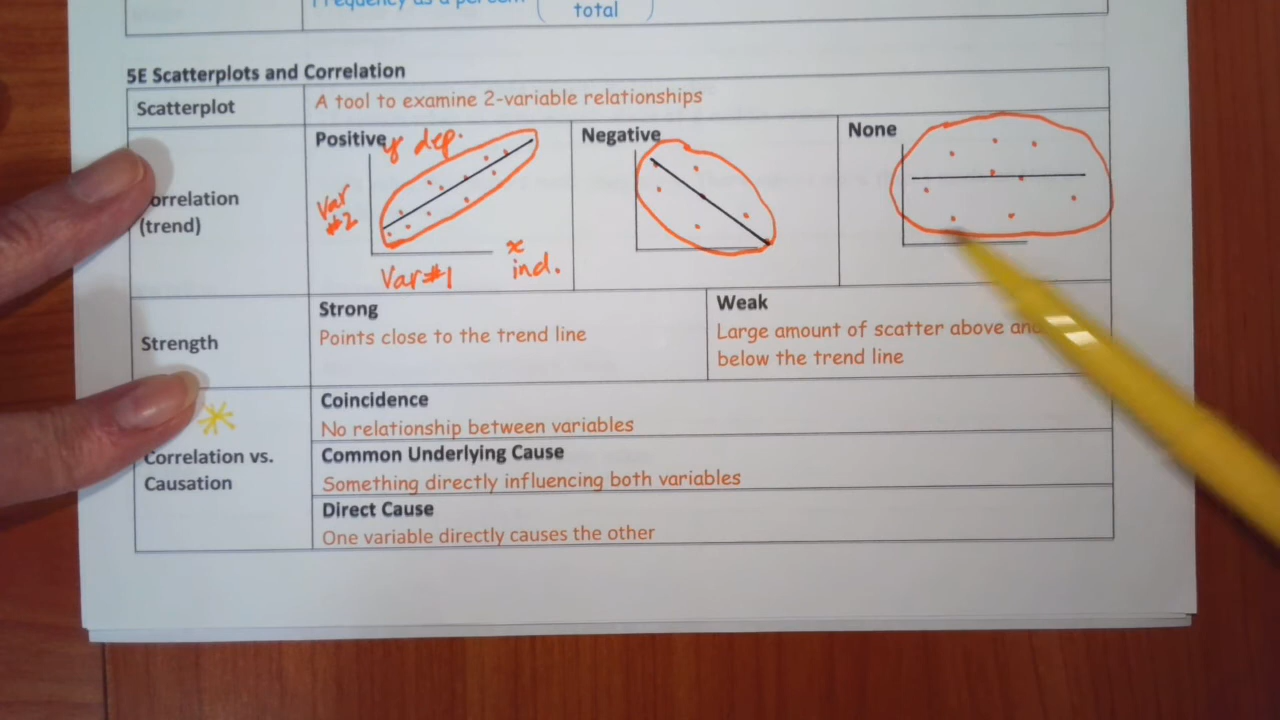 Frequency as a percent
total
5E Scatterplots and Correlation
Scatterplot
A tool to examine 2-variable relationships
Correlation
(trend)
Positive
y dep.
Var
#2
Var #1
x
ind.
Negative
None
Strength
Strong
Points close to the trend line
Weak
Large amount of scatter above and
below the trend line
Correlation vs.
Causation
Coincidence
No relationship between variables
Common Underlying Cause
Something directly influencing both variables
Direct Cause
One variable directly causes the other